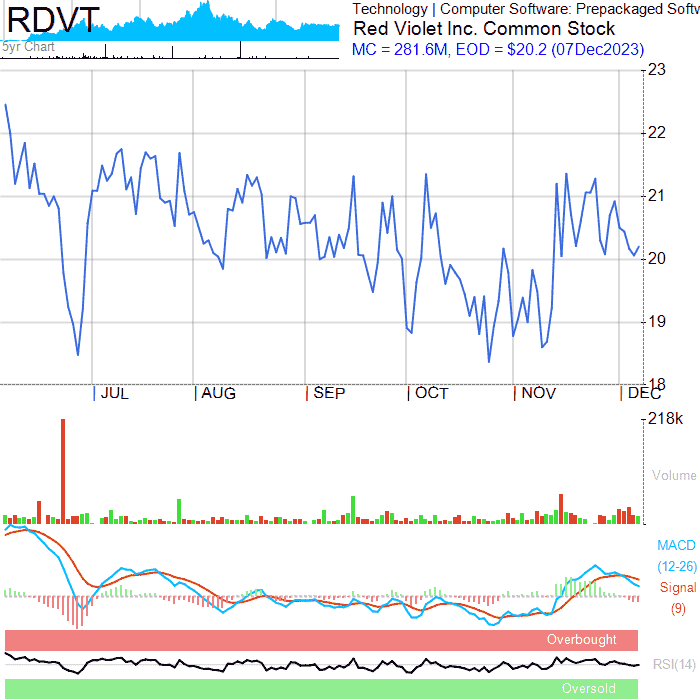 RDVT
5yr Chart
Technology | Computer Software: Prepackaged Softw
Red Violet Inc. Common Stock
MC = 281.6M, EOD = $20.2 (07Dec2023)
23
22
21
20
19
18
JUL
AUG
SEP
OCT
NOV
DEC
218k
Volume
MACD
(12-26)
Signal
(9)
Overbought
RSI(14)
Oversold